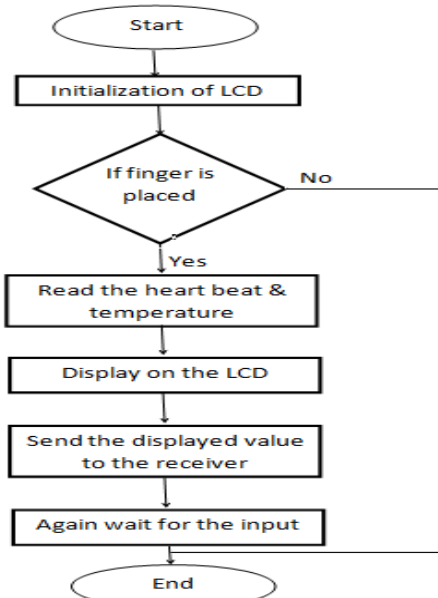 Start
Initialization of LCD
If finger is
placed
No
Yes
Read the heart beat &
temperature
Display on the LCD
Send the displayed value
to the receiver
Again wait for the input
End